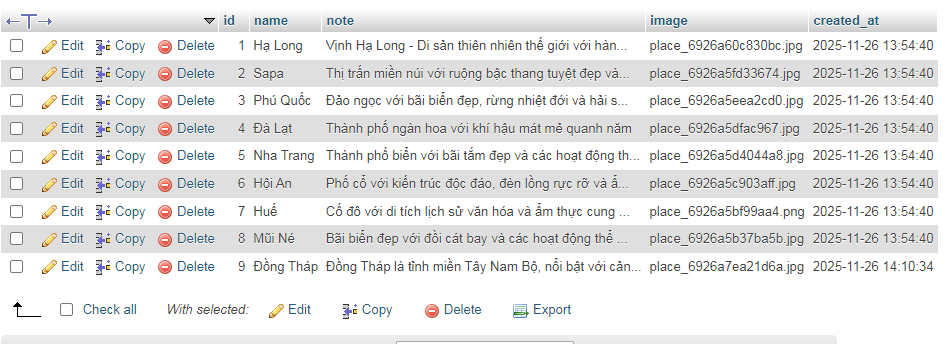 id name note image created_at
Edit Copy Delete 1 Hạ Long Vịnh Hạ Long - Di sản thiên nhiên thế giới với hàn... place_6926a60c830bc.jpg 2025-11-26 13:54:40
Edit Copy Delete 2 Sapa Thị trấn miền núi với ruộng bậc thang tuyệt đẹp và... place_6926a5fd33674.jpg 2025-11-26 13:54:40
Edit Copy Delete 3 Phú Quốc Đảo ngọc với bãi biển đẹp, rừng nhiệt đới và hải s... place_6926a5eea2cd0.jpg 2025-11-26 13:54:40
Edit Copy Delete 4 Đà Lạt Thành phố ngàn hoa với khí hậu mát mẻ quanh năm place_6926a5dfac967.jpg 2025-11-26 13:54:40
Edit Copy Delete 5 Nha Trang Thành phố biển với bãi tắm đẹp và các hoạt động th... place_6926a5d4044a8.jpg 2025-11-26 13:54:40
Edit Copy Delete 6 Hội An Phố cổ với kiến trúc độc đáo, đèn lồng rực rỡ và ẩ... place_6926a5c903aff.jpg 2025-11-26 13:54:40
Edit Copy Delete 7 Huế Cố đô với di tích lịch sử văn hóa và ẩm thực cung ... place_6926a5bf99aa4.png 2025-11-26 13:54:40
Edit Copy Delete 8 Mũi Né Bãi biển đẹp với đồi cát bay và các hoạt động thể ... place_6926a5b37ba5b.jpg 2025-11-26 13:54:40
Edit Copy Delete 9 Đồng Tháp Đồng Tháp là tỉnh miền Tây Nam Bộ, nổi bật với cản... place_6926a7ea21d6a.jpg 2025-11-26 14:10:34
Check all With selected: Edit Copy Delete Export